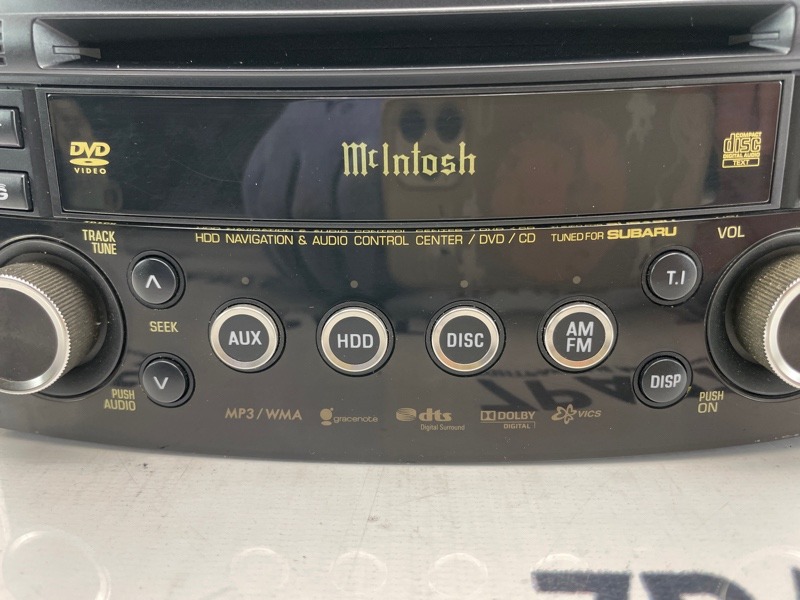 DVD
VIDEO
McIntosh
COMPACT
disc
DIGITAL AUDIO
TEXT
TRACK
TUNE
HDD NAVIGATION & AUDIO CONTROL CENTER / DVD / CD
TUNED FOR SUBARU
VOL
SEEK
AUX
HDD
DISC
AM
FM
T.I
DISP
PUSH
AUDIO
PUSH
ON
MP3 / WMA
gracenote
dts
Digital Surround
DOLBY
DIGITAL
VICS